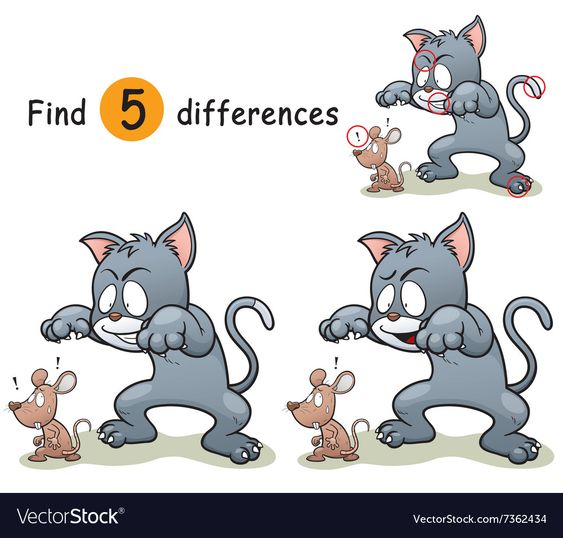 Find 5 differences
! !
! !
!
VectorStock® VectorStock.com/7362434